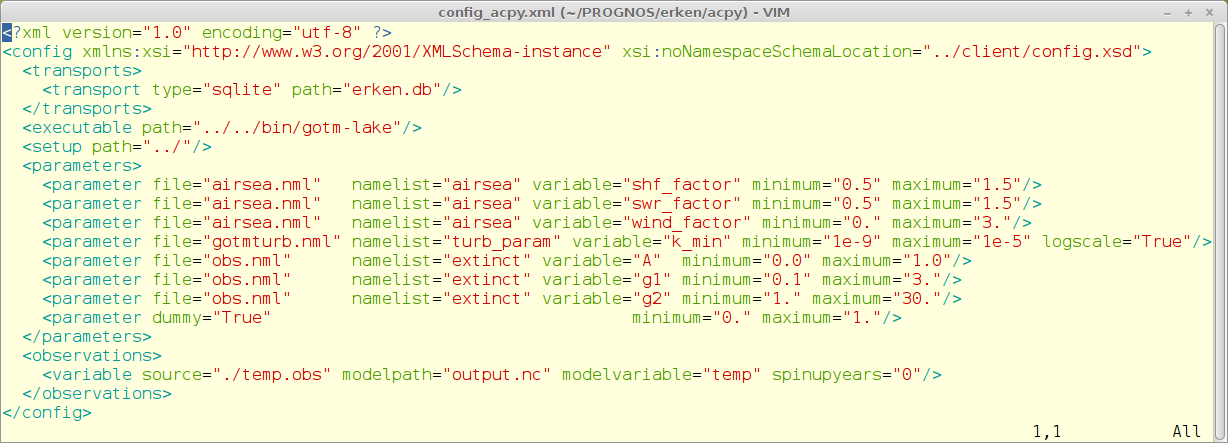 config_acpy.xml (~/PROGNOS/erken/acpy) - VIM
<?xml version="1.0" encoding="utf-8" ?>
<config xmlns:xsi="http://www.w3.org/2001/XMLSchema-instance" xsi:noNamespaceSchemaLocation="../client/config.xsd">
  <transports>
    <transport type="sqlite" path="erken.db"/>
  </transports>
  <executable path="../../bin/gotm-lake"/>
  <setup path="../"/>
  <parameters>
    <parameter file="airsea.nml"   namelist="airsea" variable="shf_factor" minimum="0.5" maximum="1.5"/>
    <parameter file="airsea.nml"   namelist="airsea" variable="swr_factor" minimum="0.5" maximum="1.5"/>
    <parameter file="airsea.nml"   namelist="airsea" variable="wind_factor" minimum="0." maximum="3."/>
    <parameter file="gotmturb.nml" namelist="turb_param" variable="k_min" minimum="1e-9" maximum="1e-5" logscale="True"/>
    <parameter file="obs.nml"      namelist="extinct" variable="A"  minimum="0.0" maximum="1.0"/>
    <parameter file="obs.nml"      namelist="extinct" variable="g1" minimum="0.1" maximum="3."/>
    <parameter file="obs.nml"      namelist="extinct" variable="g2" minimum="1." maximum="30."/>
    <parameter dummy="True"                                    minimum="0." maximum="1."/>
  </parameters>
  <observations>
    <variable source="./temp.obs" modelpath="output.nc" modelvariable="temp" spinupyears="0"/>
  </observations>
</config>
1,1 All